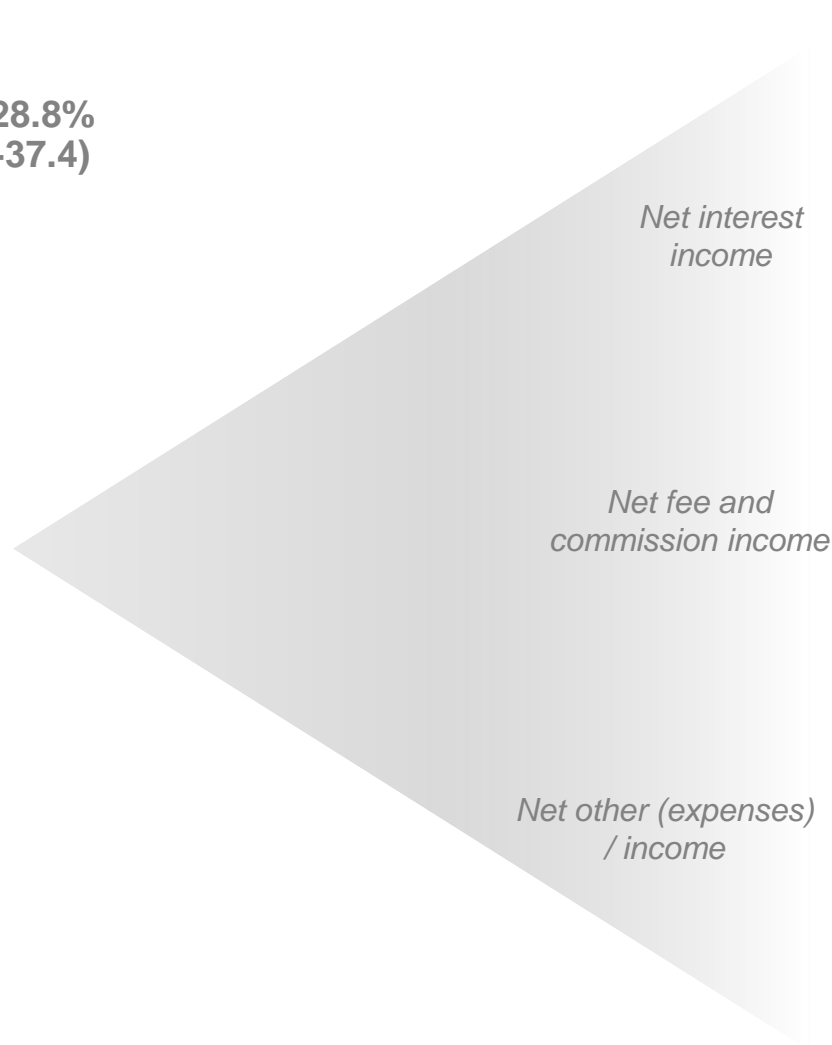 28.8%
-37.4)
Net interest
income
Net fee and
commission income
Net other (expenses)
/ income